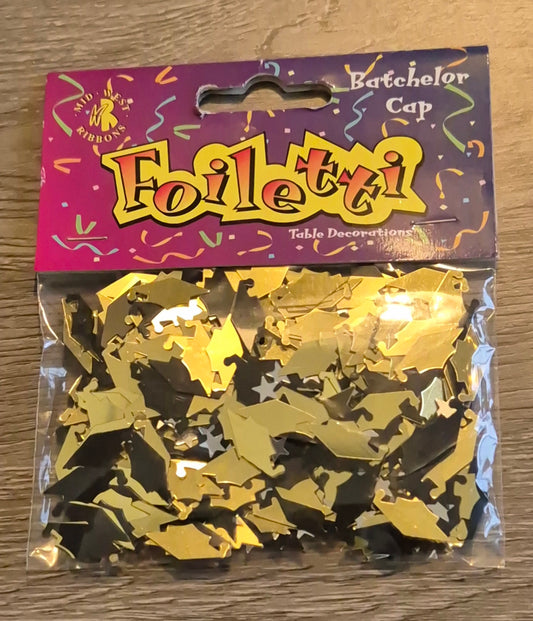 MID WEST
RIBBONS
Batchelor
Cap
Foiletti
Table Decorations